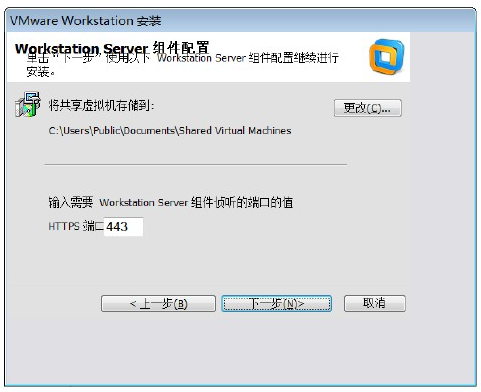 VMware Workstation 安装
Workstation Server 组件配置
单击“下一步”使用以下 Workstation Server 组件配置继续进行
安装。
将共享虚拟机存储到:
更改(C)...
C:\Users\Public\Documents\Shared Virtual Machines
输入需要 Workstation Server 组件侦听的端口的值
HTTPS 端口 443
<上一步(B)
下一步(N)>
取消